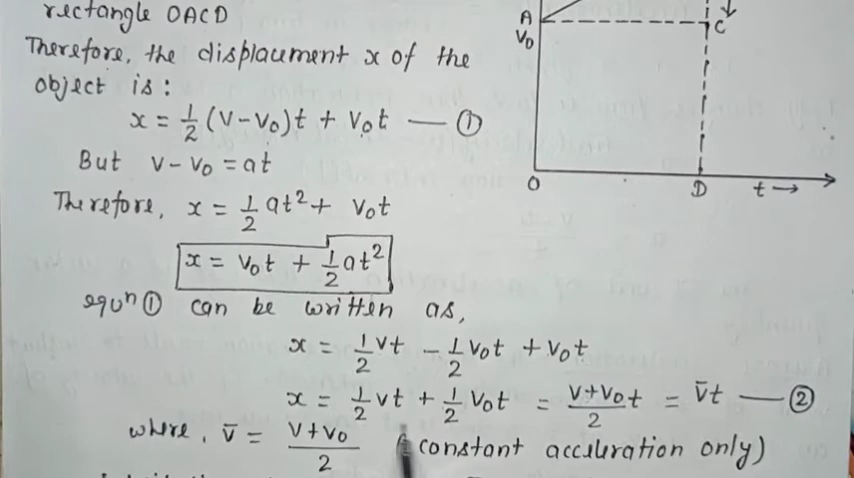 rectangle OACD
Therefore, the displacement x of the
object is:
x = 1/2 (v-v₀)t + v₀t — ①
But v - v₀ = at
Therefore, x = 1/2 at² + v₀t
x = v₀t + 1/2 at²
equⁿ ① can be written as,
x = 1/2 vt - 1/2 v₀t + v₀t
x = 1/2 vt + 1/2 v₀t = (v+v₀)/2 t = v̄t — ②
where, v̄ = (v+v₀)/2 (constant acceleration only)
A
V₀
C
O
D
t →